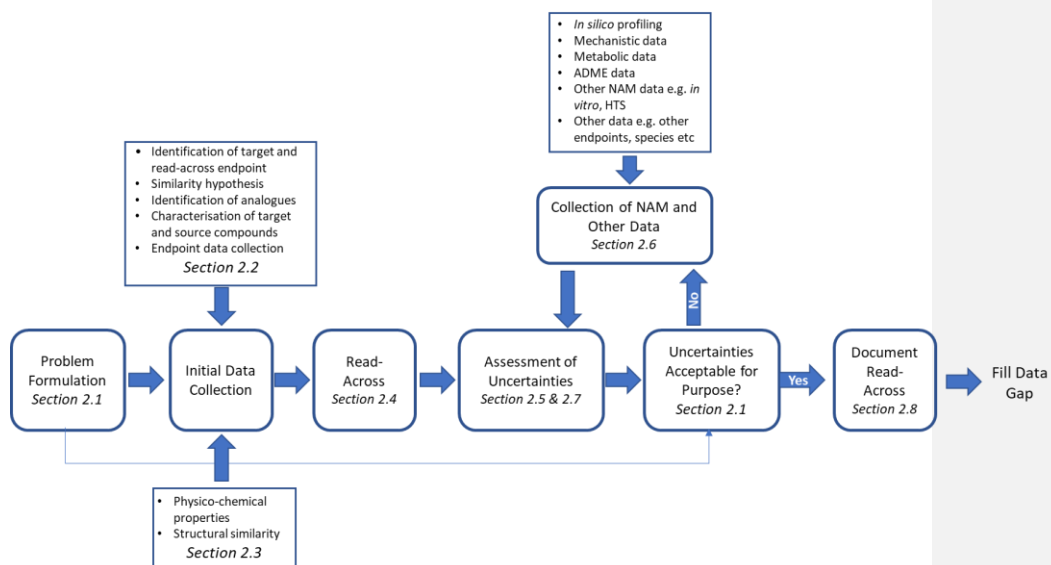 • In silico profiling
• Mechanistic data
• Metabolic data
• ADME data
• Other NAM data e.g. in
vitro, HTS
• Other data e.g. other
endpoints, species etc
• Identification of target and
read-across endpoint
• Similarity hypothesis
• Identification of analogues
• Characterisation of target
and source compounds
• Endpoint data collection
Section 2.2
Collection of NAM and
Other Data
Section 2.6
No
Problem
Formulation
Section 2.1
Initial Data
Collection
Read-
Across
Section 2.4
Assessment of
Uncertainties
Section 2.5 & 2.7
Uncertainties
Acceptable for
Purpose?
Section 2.1
Yes
Document
Read-
Across
Section 2.8
Fill Data
Gap
• Physico-chemical
properties
• Structural similarity
Section 2.3